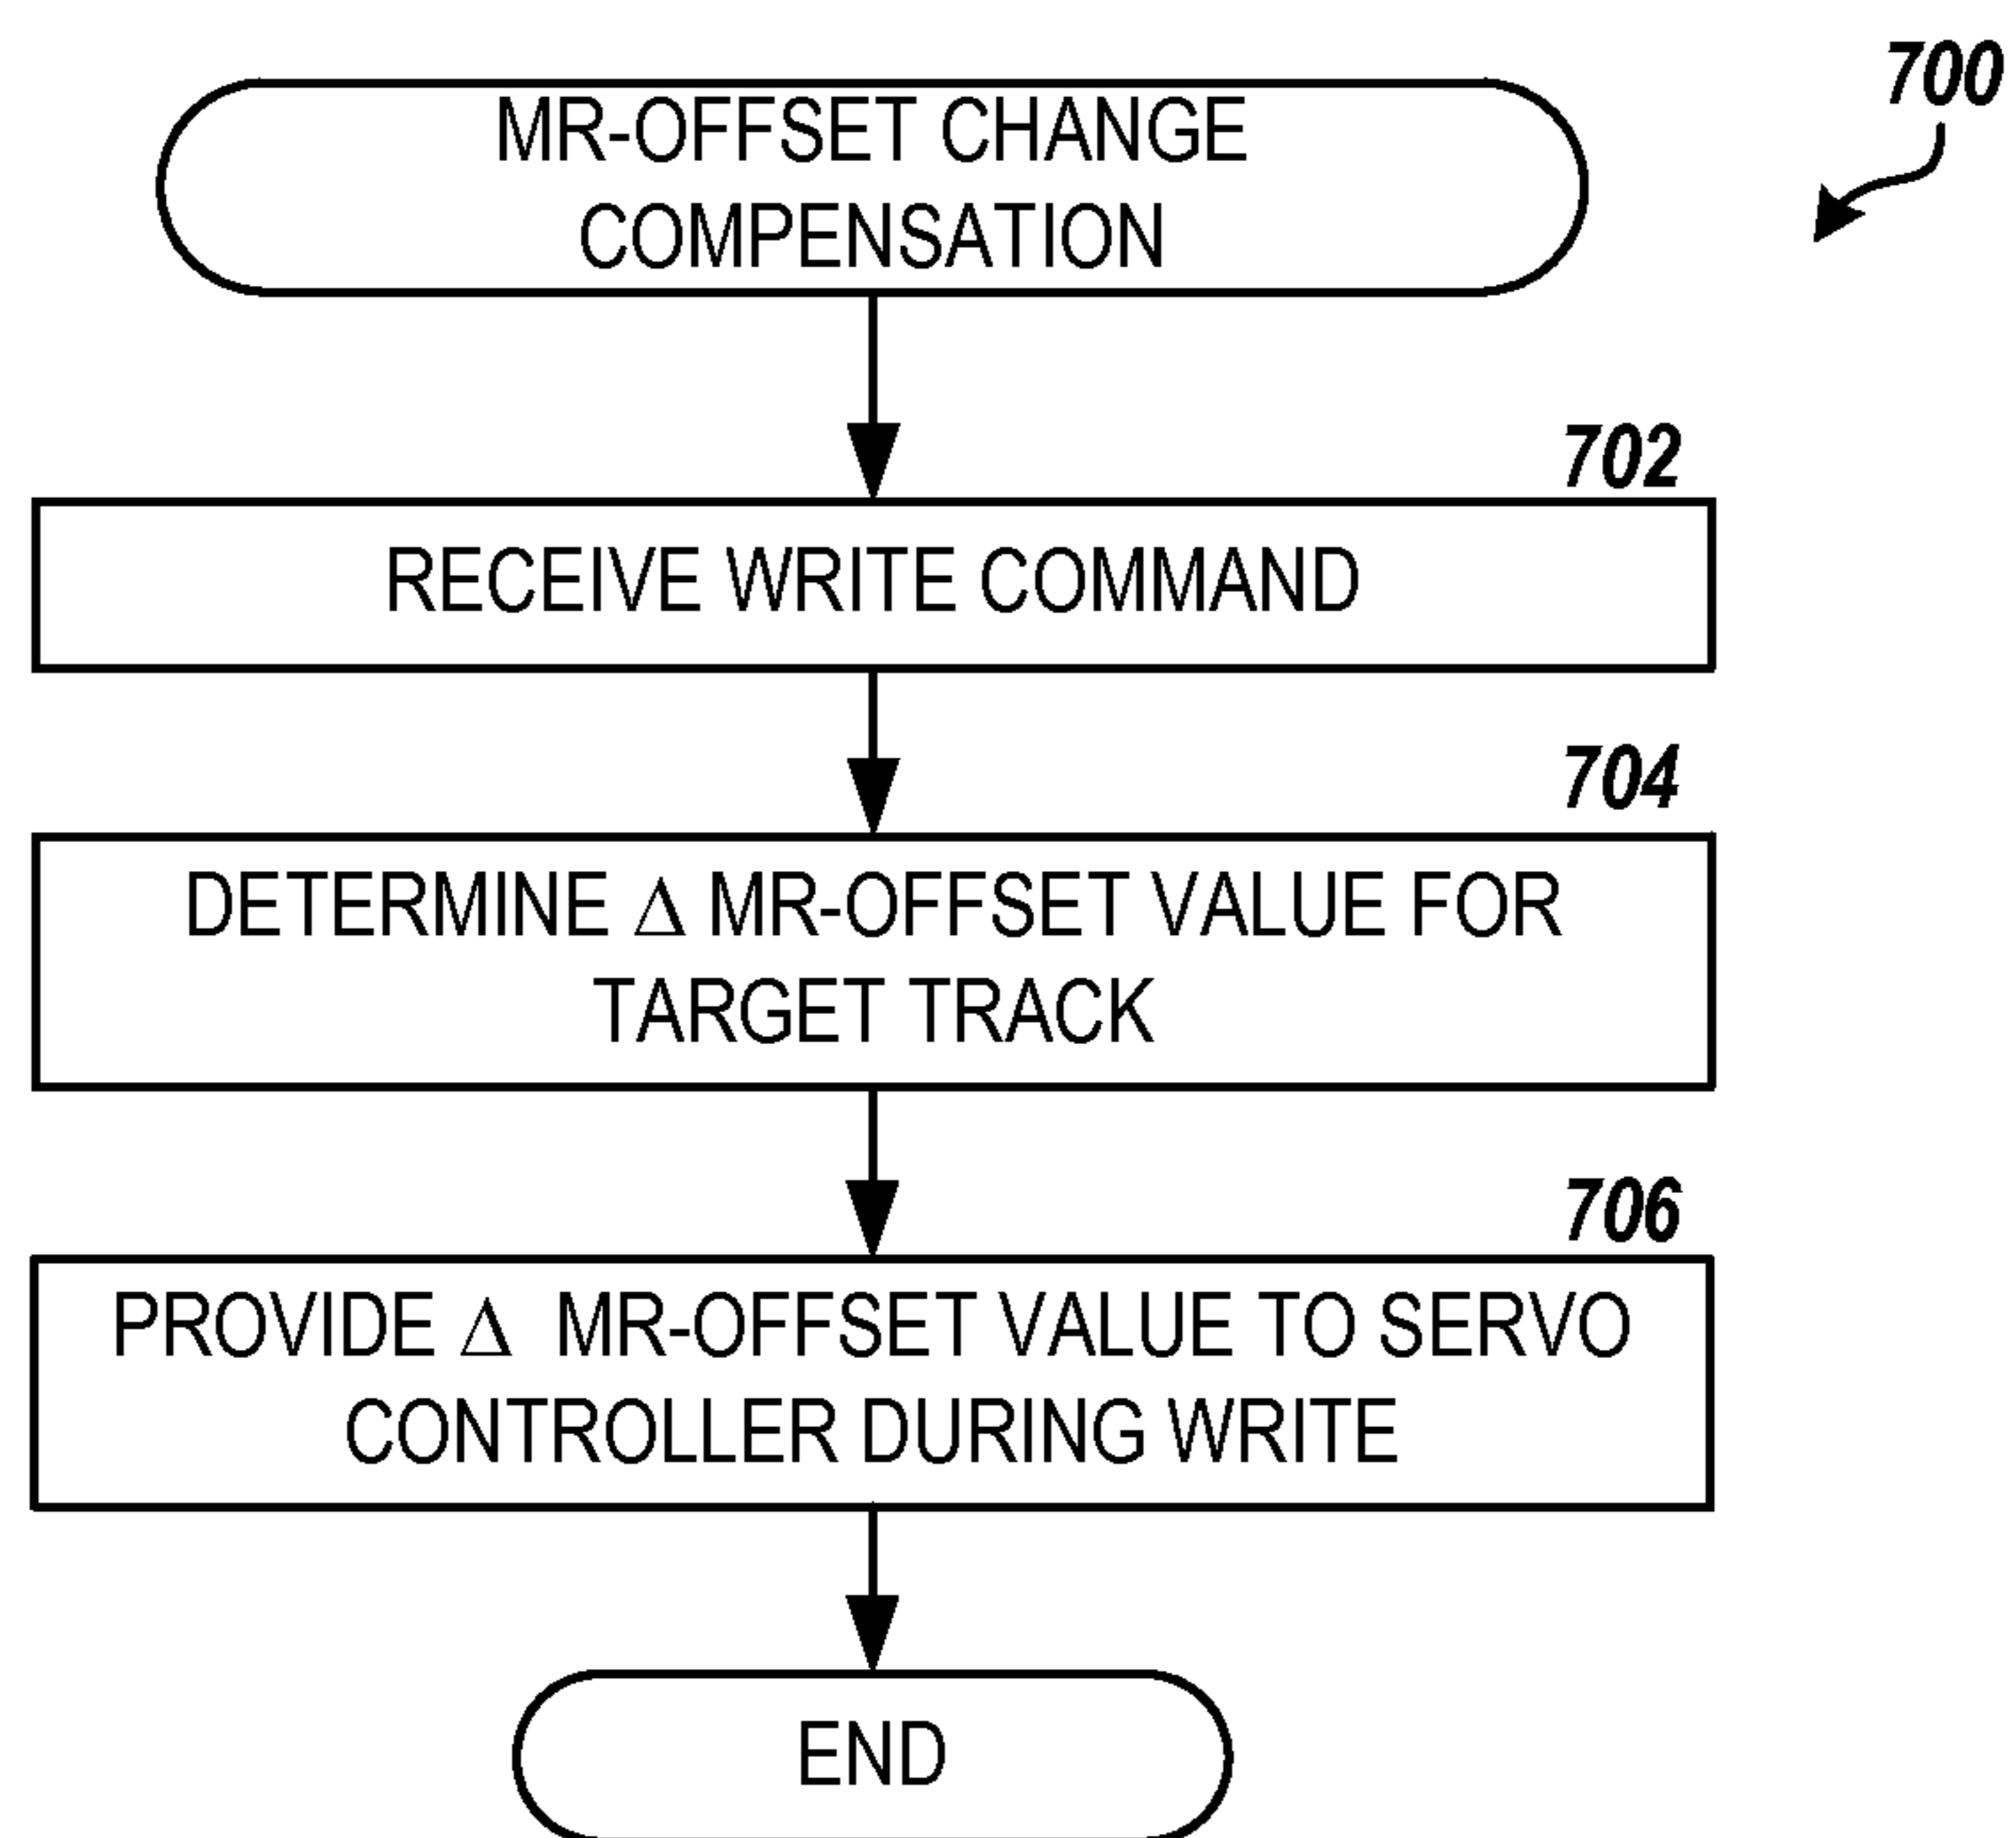 700
MR-OFFSET CHANGE
COMPENSATION
702
RECEIVE WRITE COMMAND
704
DETERMINE Δ MR-OFFSET VALUE FOR
TARGET TRACK
706
PROVIDE Δ MR-OFFSET VALUE TO SERVO
CONTROLLER DURING WRITE
END